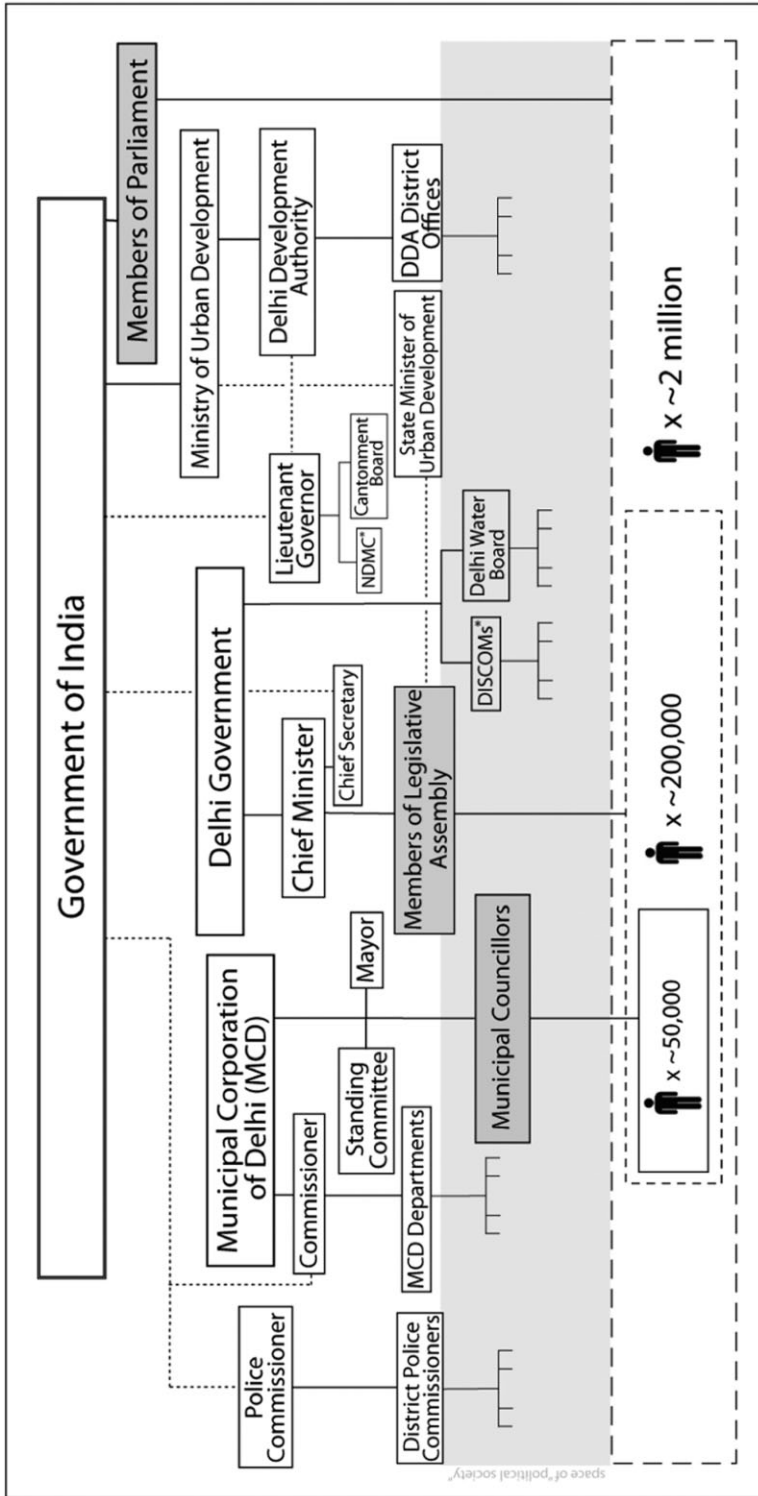 Government of India
Members of Parliament
Ministry of Urban Development
Delhi Development
Authority
DDA District
Offices
Lieutenant
Governor
NDMC*
Cantonment
Board
State Minister of
Urban Development
Delhi Government
Chief Minister
Chief Secretary
Members of Legislative
Assembly
DISCOMs*
Delhi Water
Board
Municipal Corporation
of Delhi (MCD)
Commissioner
Standing
Committee
Mayor
MCD Departments
Municipal Councillors
Police
Commissioner
District Police
Commissioners
space of "political society"
x ~50,000
x ~200,000
x ~2 million